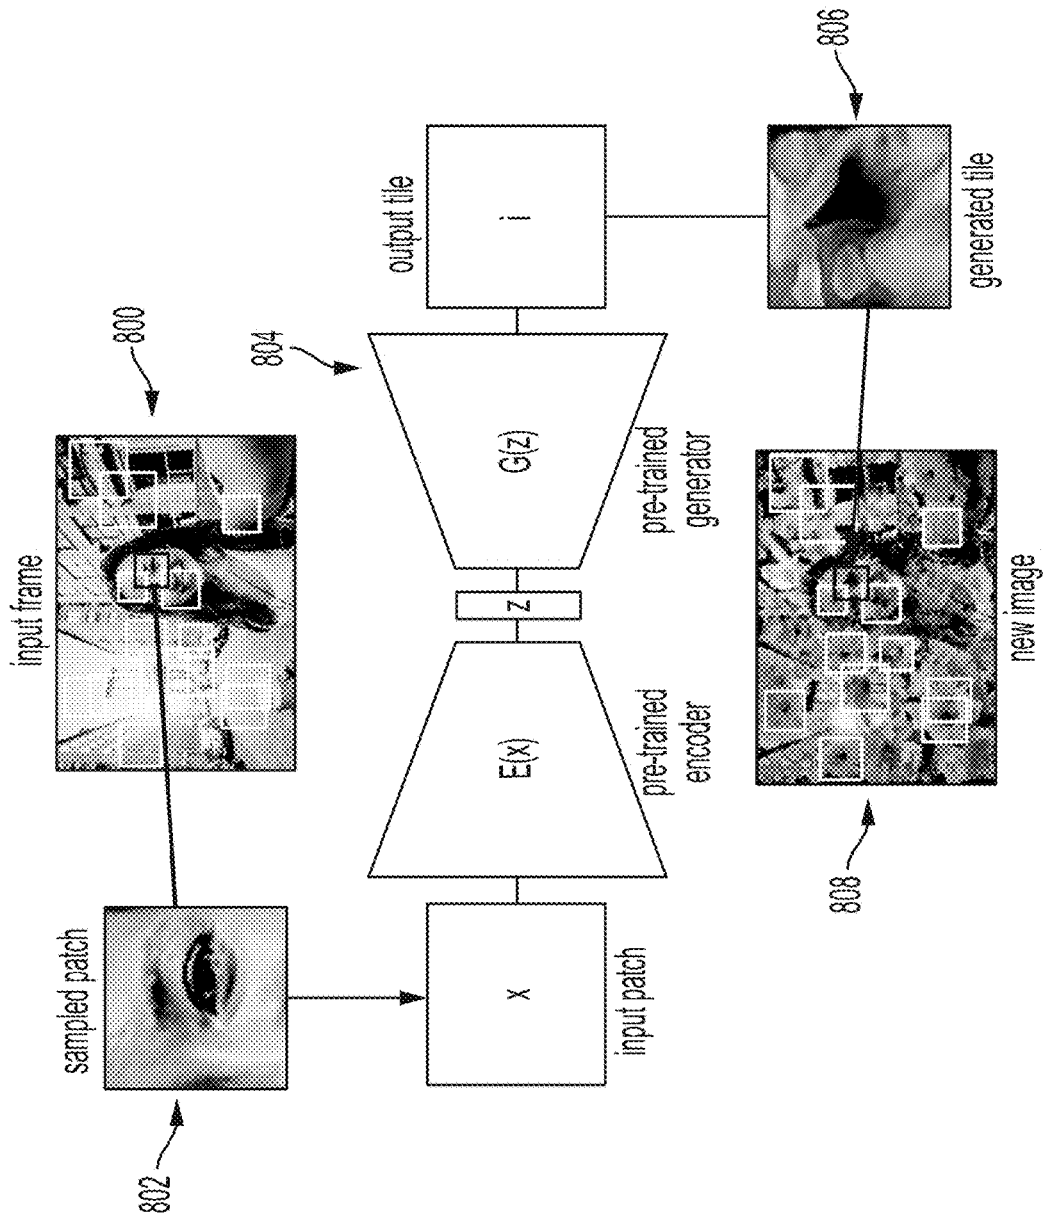 input frame
800
sampled patch
802
804
x
input patch
E(x)
pre-trained
encoder
z
G(z)
pre-trained
generator
output tile
i
806
generated tile
808
new image